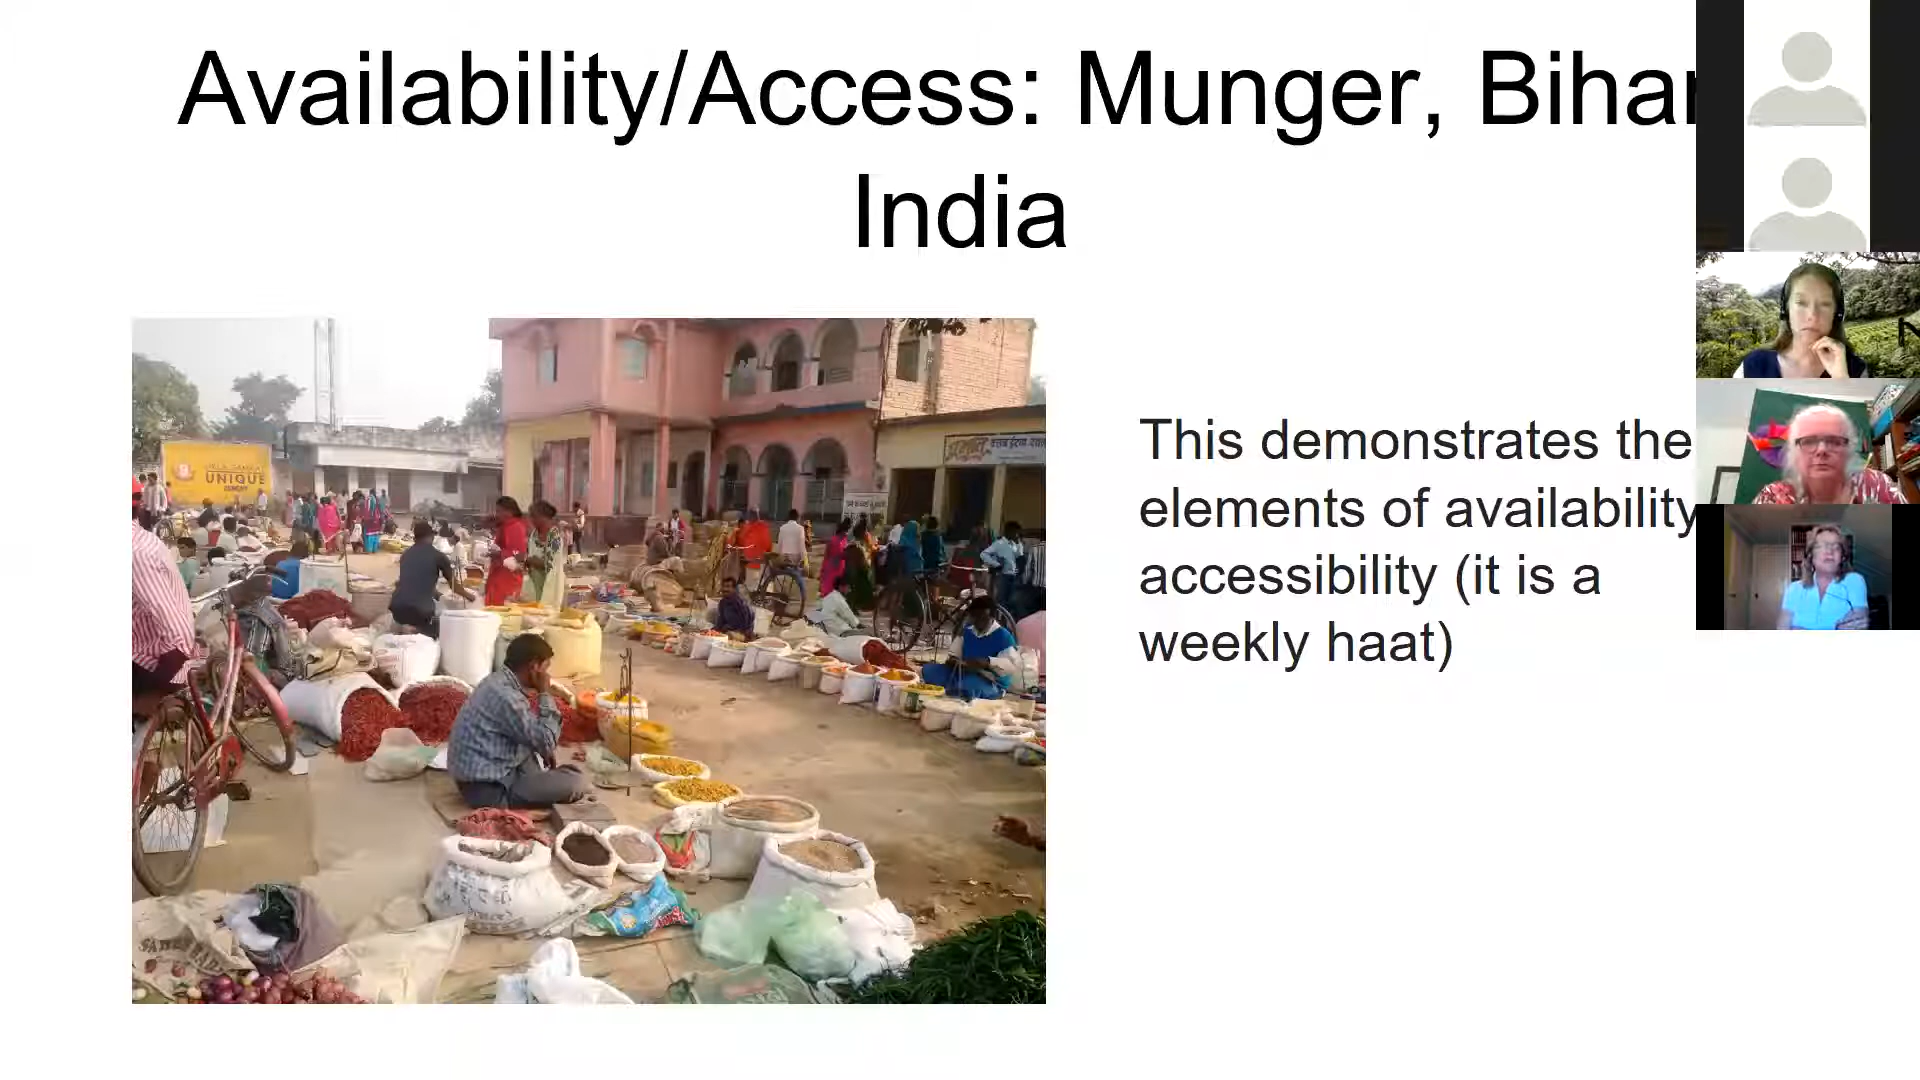 Availability/Access: Munger, Bihar
India
This demonstrates the
elements of availability
accessibility (it is a
weekly haat)
UNIQUE